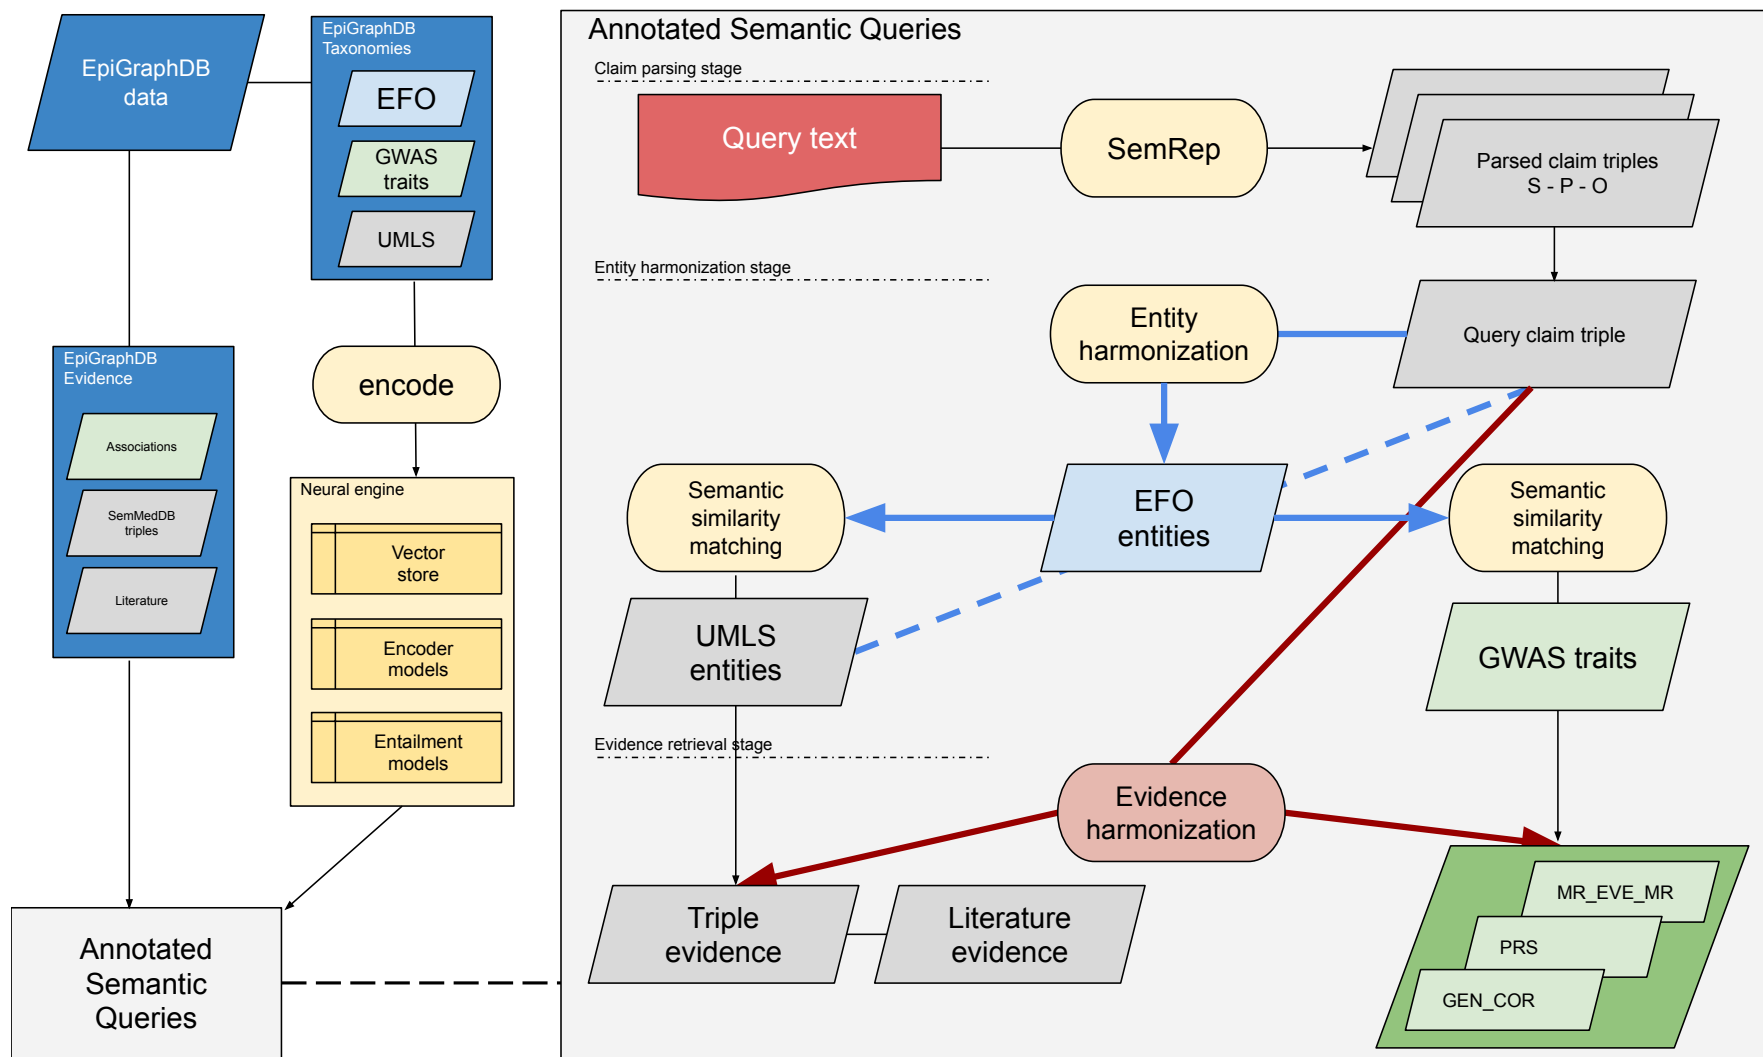 EpiGraphDB
data
EpiGraphDB
Taxonomies
EFO
GWAS
traits
UMLS
EpiGraphDB
Evidence
Associations
SemMedDB
triples
Literature
encode
Neural engine
Vector
store
Encoder
models
Entailment
models
Annotated
Semantic
Queries
Annotated Semantic Queries
Claim parsing stage
Query text
SemRep
Parsed claim triples
S - P - O
Entity harmonization stage
Entity
harmonization
Query claim triple
Semantic
similarity
matching
EFO
entities
Semantic
similarity
matching
UMLS
entities
GWAS traits
Evidence retrieval stage
Evidence
harmonization
Triple
evidence
Literature
evidence
MR_EVE_MR
PRS
GEN_COR